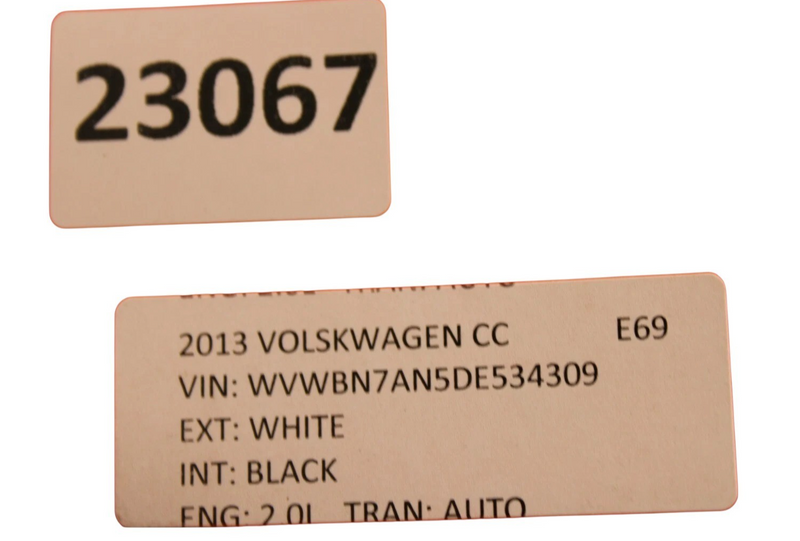 23067
2013 VOLSKWAGEN CC E69
VIN: WVWBN7AN5DE534309
EXT: WHITE
INT: BLACK
ENG: 2.0L TRAN: AUTO